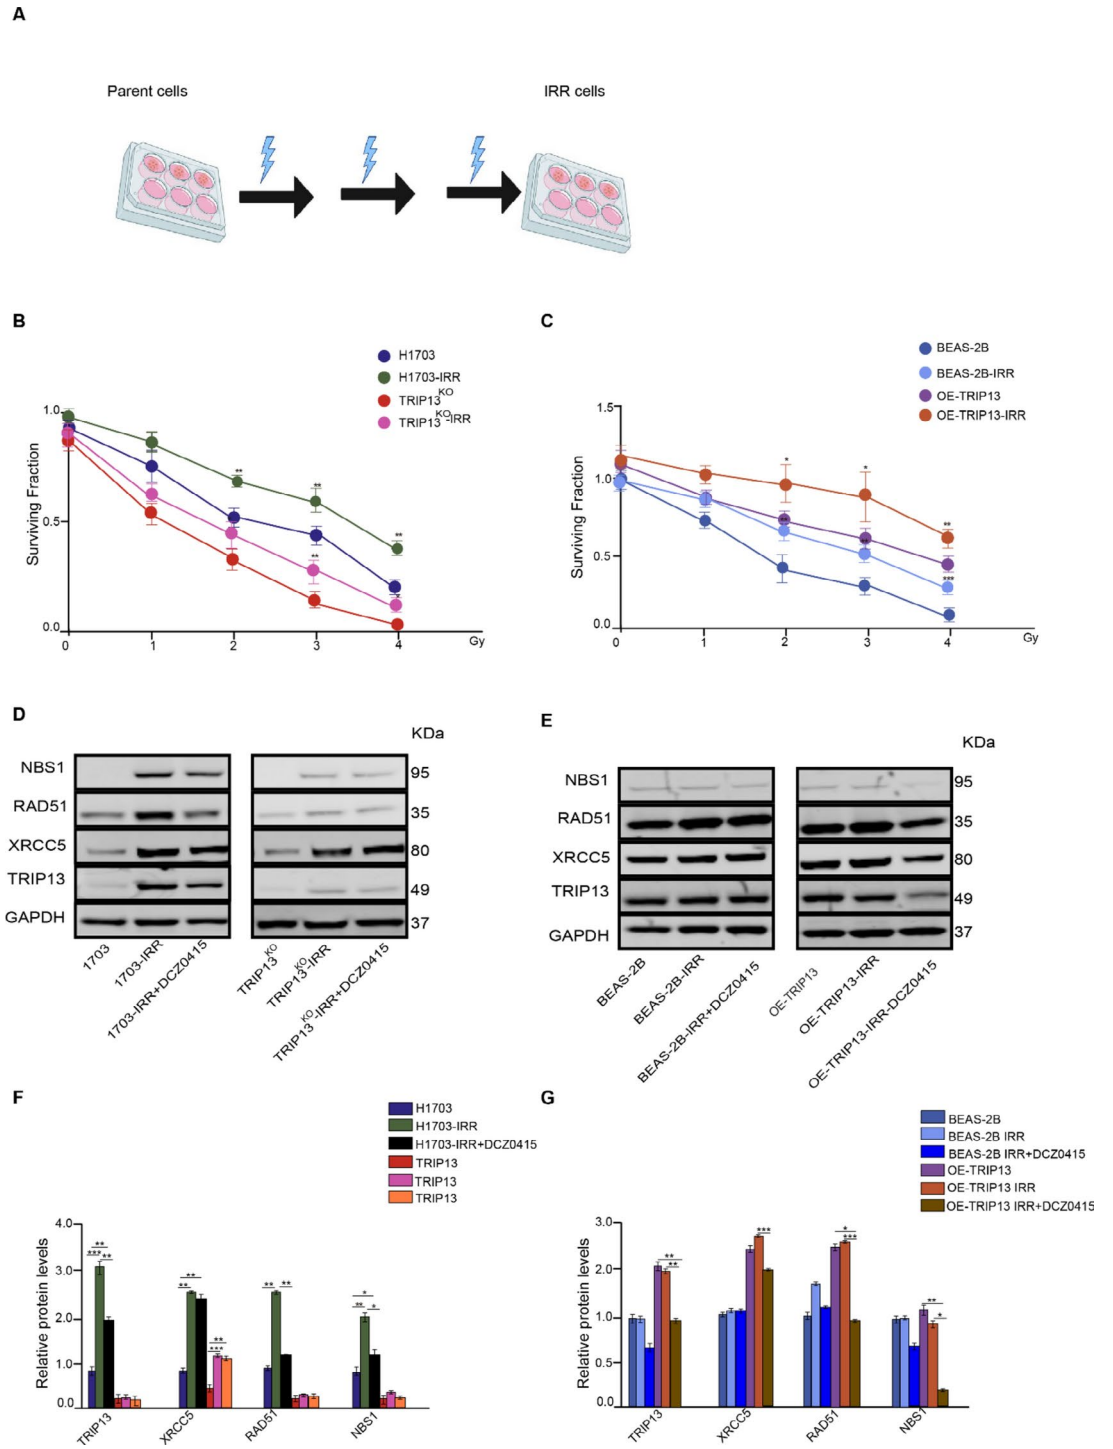 A
Parent cells
IRR cells
B
H1703
H1703-IRR
TRIP13KO
TRIP13KO-IRR
Surviving Fraction
1.0
0.5
0.0
0
1
2
3
4
Gy
**
**
**
**
*
C
BEAS-2B
BEAS-2B-IRR
OE-TRIP13
OE-TRIP13-IRR
Surviving Fraction
1.5
1.0
0.5
0.0
0
1
2
3
4
Gy
*
*
**
***
D
KDa
NBS1
95
RAD51
35
XRCC5
80
TRIP13
49
GAPDH
37
1703
1703-IRR
1703-IRR+DCZ0415
TRIP13KO
TRIP13KO-IRR
TRIP13KO-IRR+DCZ0415
E
KDa
NBS1
95
RAD51
35
XRCC5
80
TRIP13
49
GAPDH
37
BEAS-2B
BEAS-2B-IRR
BEAS-2B-IRR+DCZ0415
OE-TRIP13
OE-TRIP13-IRR
OE-TRIP13-IRR-DCZ0415
F
H1703
H1703-IRR
H1703-IRR+DCZ0415
TRIP13
TRIP13
TRIP13
Relative protein levels
4.0
3.0
2.0
1.0
0.0
**
*** **
**
**
**
***
** **
*
** *
TRIP13
XRCC5
RAD51
NBS1
G
BEAS-2B
BEAS-2B IRR
BEAS-2B IRR+DCZ0415
OE-TRIP13
OE-TRIP13 IRR
OE-TRIP13 IRR+DCZ0415
Relative protein levels
3.0
2.0
1.0
0.5
0.0
**
**
***
*
***
**
*
TRIP13
XRCC5
RAD51
NBS1